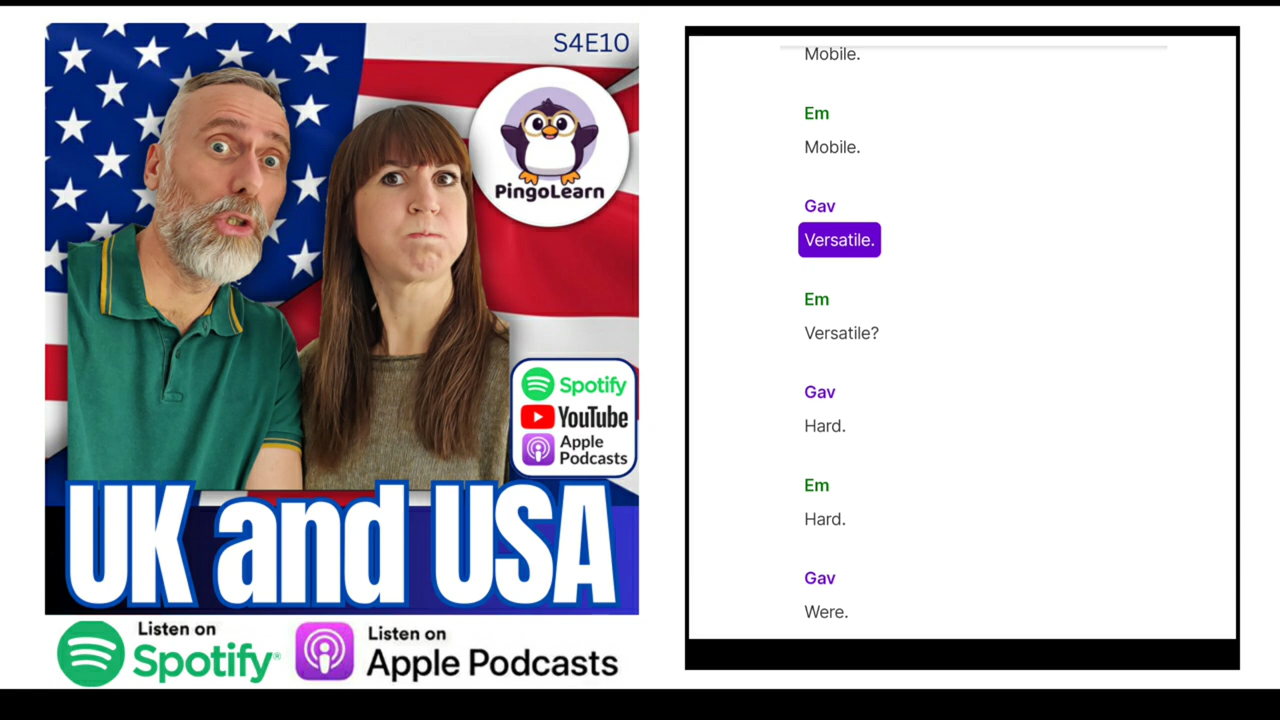 S4E10
PingoLearn
Spotify
YouTube
Apple
Podcasts
UK and USA
Listen on
Spotify
Listen on
Apple Podcasts
Mobile.
Em
Mobile.
Gav
Versatile.
Em
Versatile?
Gav
Hard.
Em
Hard.
Gav
Were.